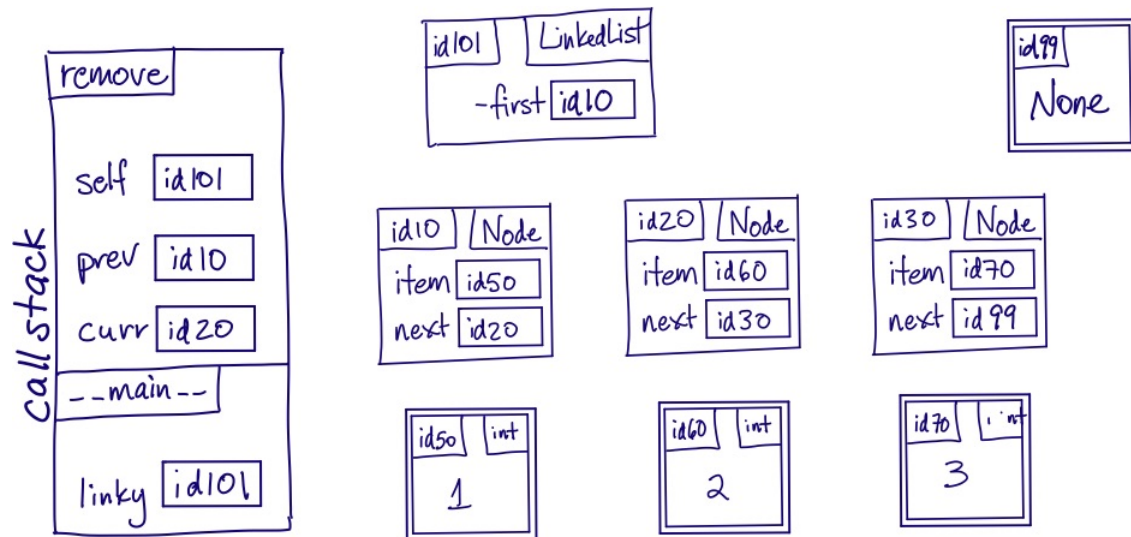 call stack
remove
self id101
prev id10
curr id20
--main--
linky id101
id101 LinkedList
-first id10
id99
None
id10 Node
item id50
next id20
id20 Node
item id60
next id30
id30 Node
item id70
next id99
id50 int
1
id60 int
2
id70 int
3